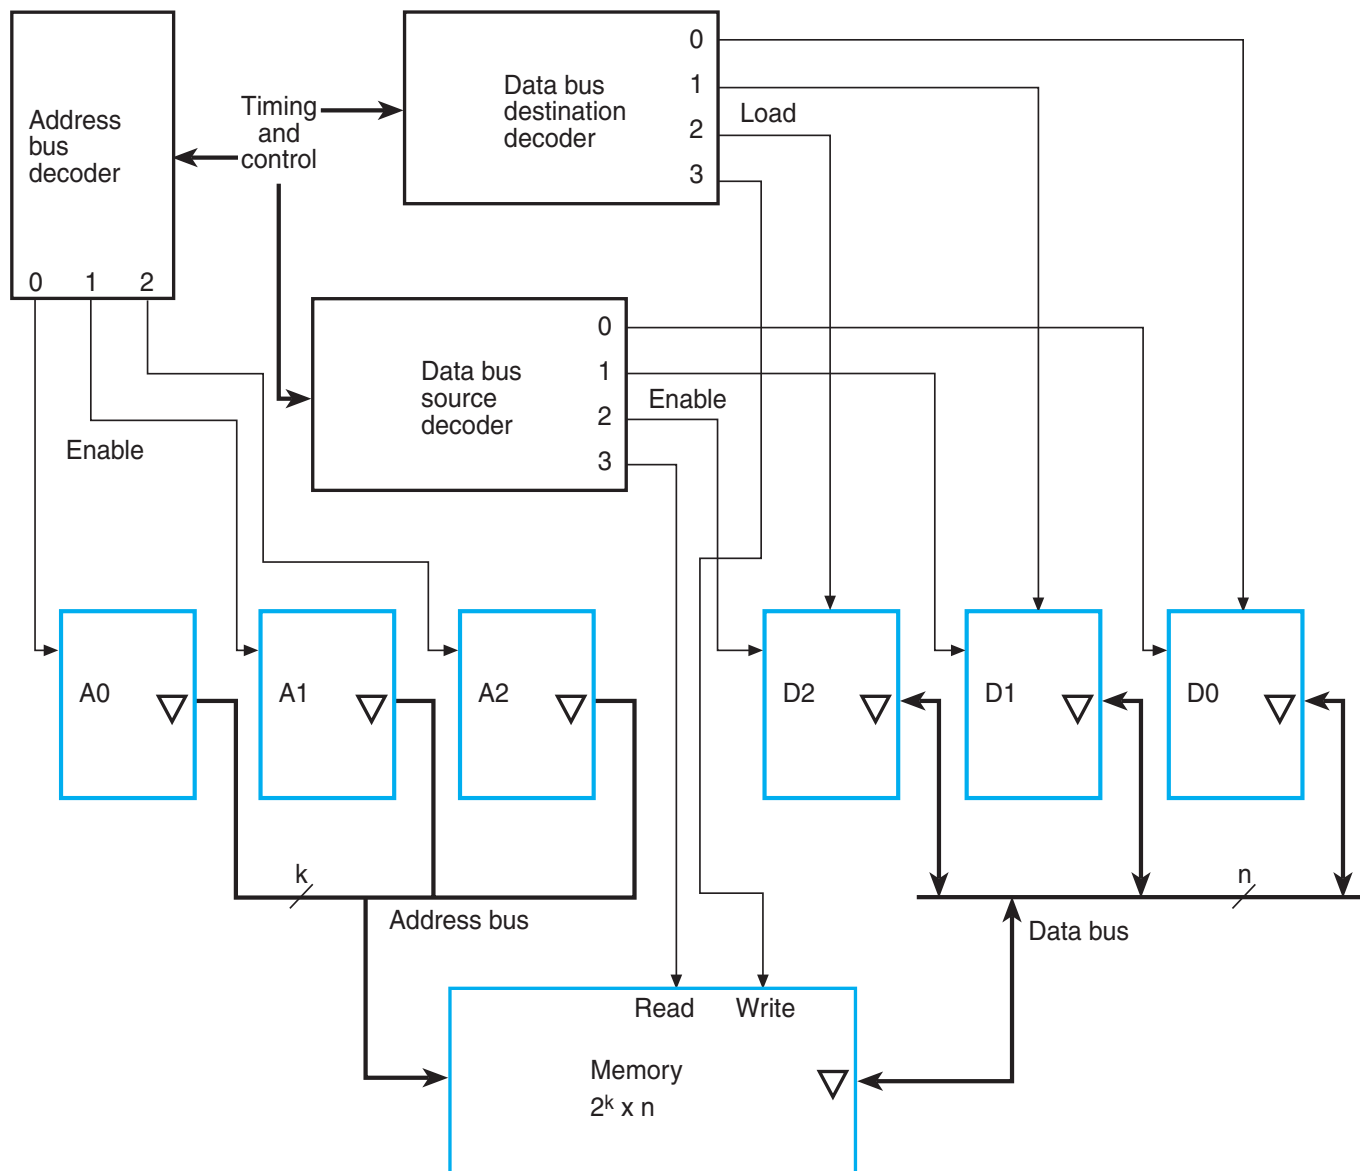 Address
bus
decoder
0 1 2
Timing
and
control
Data bus
destination
decoder
0
1
2
3
Load
Data bus
source
decoder
0
1
2
3
Enable
Enable
A0
A1
A2
D2
D1
D0
k
Address bus
n
Data bus
Read Write
Memory
2ᵏ x n